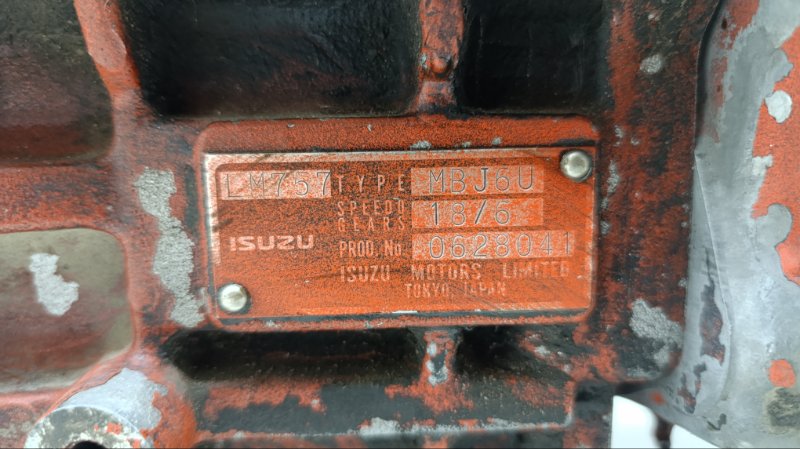 LM757 TYPE MBJ6U
SPEEDO GEARS 18/6
ISUZU PROD. No 0628041
ISUZU MOTORS LIMITED
TOKYO, JAPAN